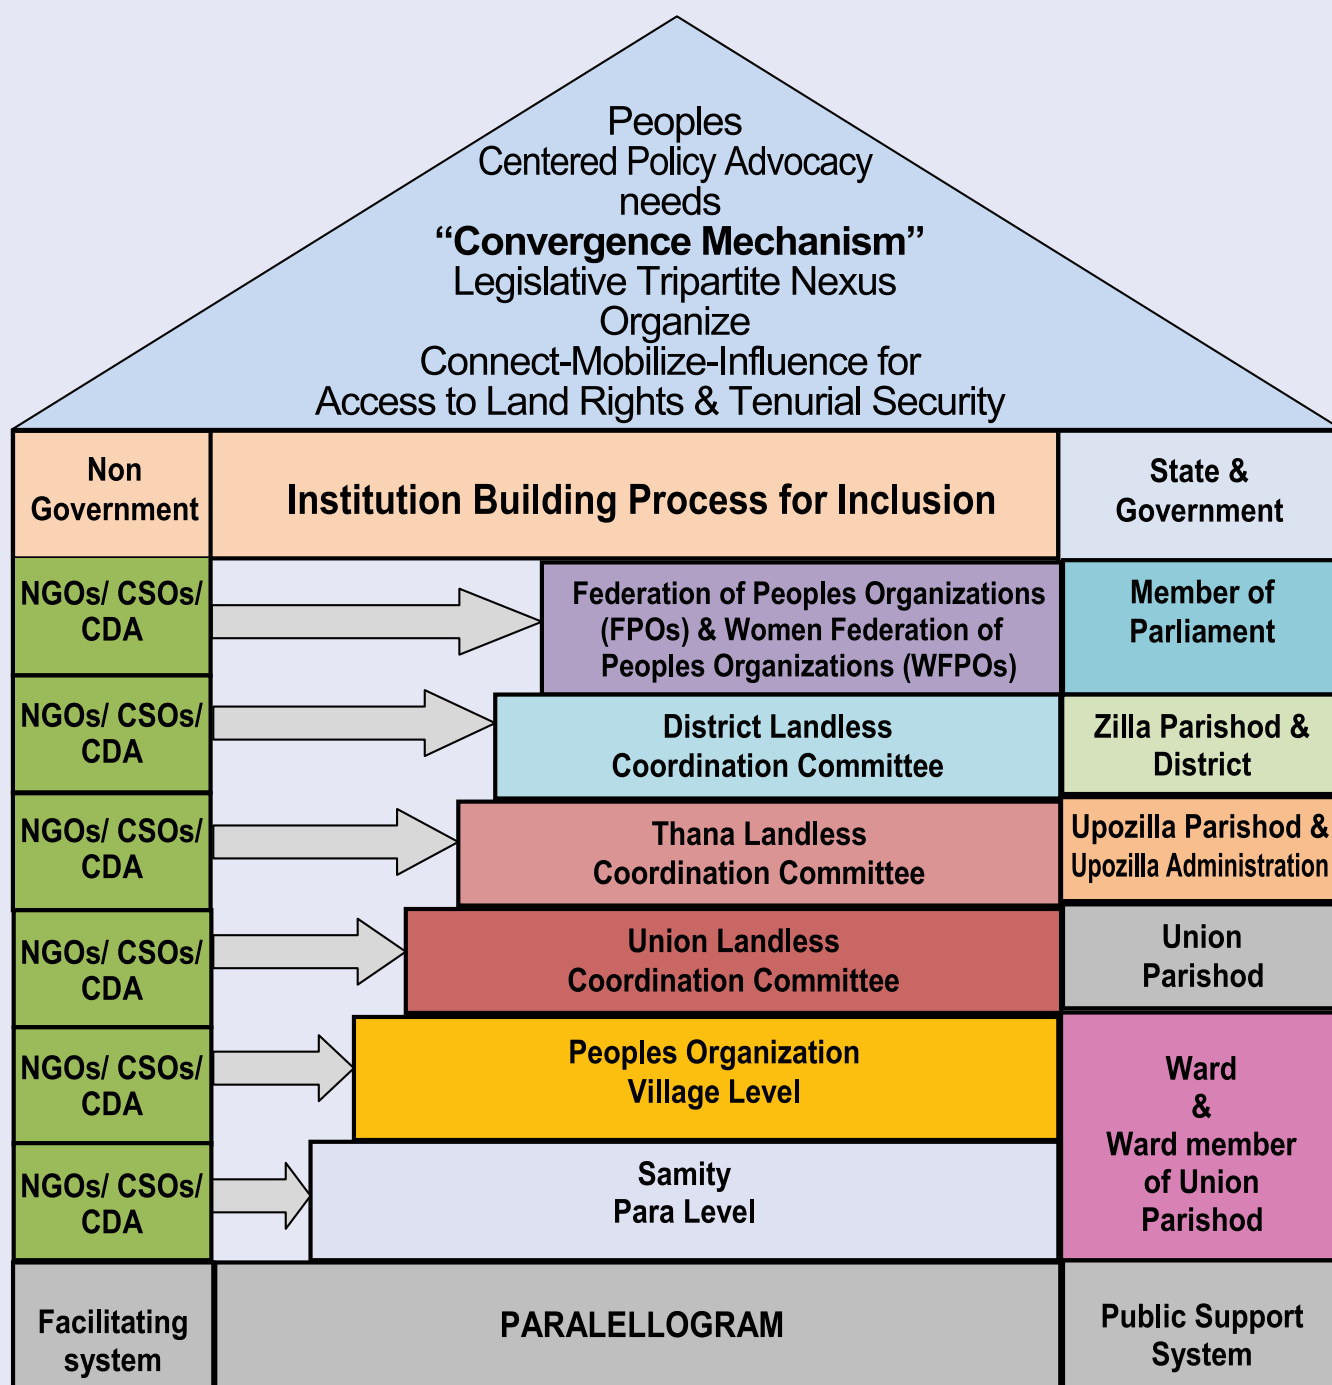 Peoples
Centered Policy Advocacy
needs
“Convergence Mechanism”
Legislative Tripartite Nexus
Organize
Connect-Mobilize-Influence for
Access to Land Rights & Tenurial Security
Non
Government
Institution Building Process for Inclusion
State &
Government
NGOs/ CSOs/
CDA
Federation of Peoples Organizations
(FPOs) & Women Federation of
Peoples Organizations (WFPOs)
Member of
Parliament
NGOs/ CSOs/
CDA
District Landless
Coordination Committee
Zilla Parishod &
District
NGOs/ CSOs/
CDA
Thana Landless
Coordination Committee
Upozilla Parishod &
Upozilla Administration
NGOs/ CSOs/
CDA
Union Landless
Coordination Committee
Union
Parishod
NGOs/ CSOs/
CDA
Peoples Organization
Village Level
Ward
&
Ward member
of Union
Parishod
NGOs/ CSOs/
CDA
Samity
Para Level
Facilitating
system
PARALELLOGRAM
Public Support
System